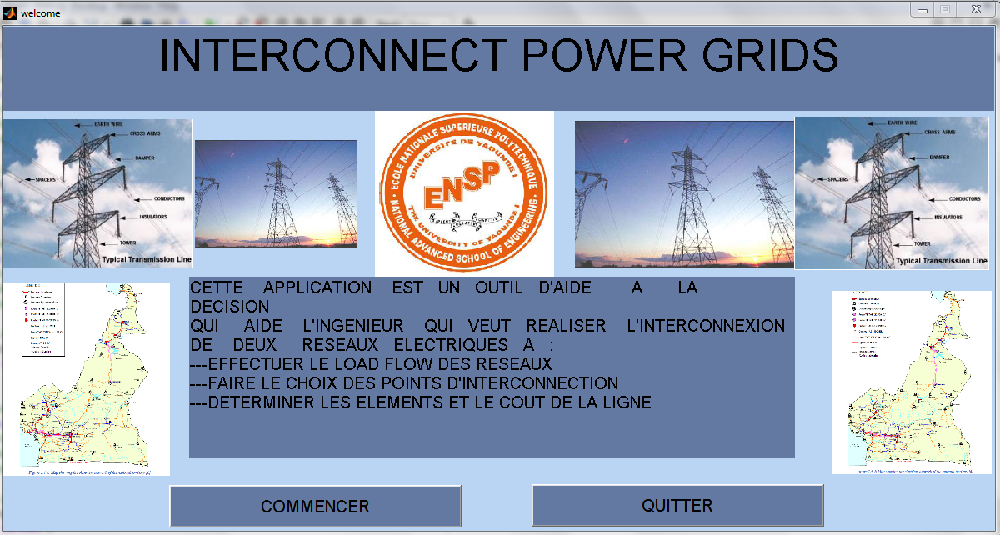 welcome
INTERCONNECT POWER GRIDS
EARTH WIRE
CROSS ARMS
DAMPER
SPACERS
CONDUCTORS
INSULATORS
TOWER
Typical Transmission Line
ECOLE NATIONALE SUPERIEURE POLYTECHNIQUE
UNIVERSITE DE YAOUNDE I
ENSP
THE UNIVERSITY OF YAOUNDE I
NATIONAL ADVANCED SCHOOL OF ENGINEERING
EARTH WIRE
CROSS ARMS
DAMPER
SPACERS
CONDUCTORS
INSULATORS
TOWER
Typical Transmission Line
CETTE APPLICATION EST UN OUTIL D'AIDE A LA
DECISION
QUI AIDE L'INGENIEUR QUI VEUT REALISER L'INTERCONNEXION
DE DEUX RESEAUX ELECTRIQUES A :
---EFFECTUER LE LOAD FLOW DES RESEAUX
---FAIRE LE CHOIX DES POINTS D'INTERCONNECTION
---DETERMINER LES ELEMENTS ET LE COUT DE LA LIGNE
COMMENCER
QUITTER